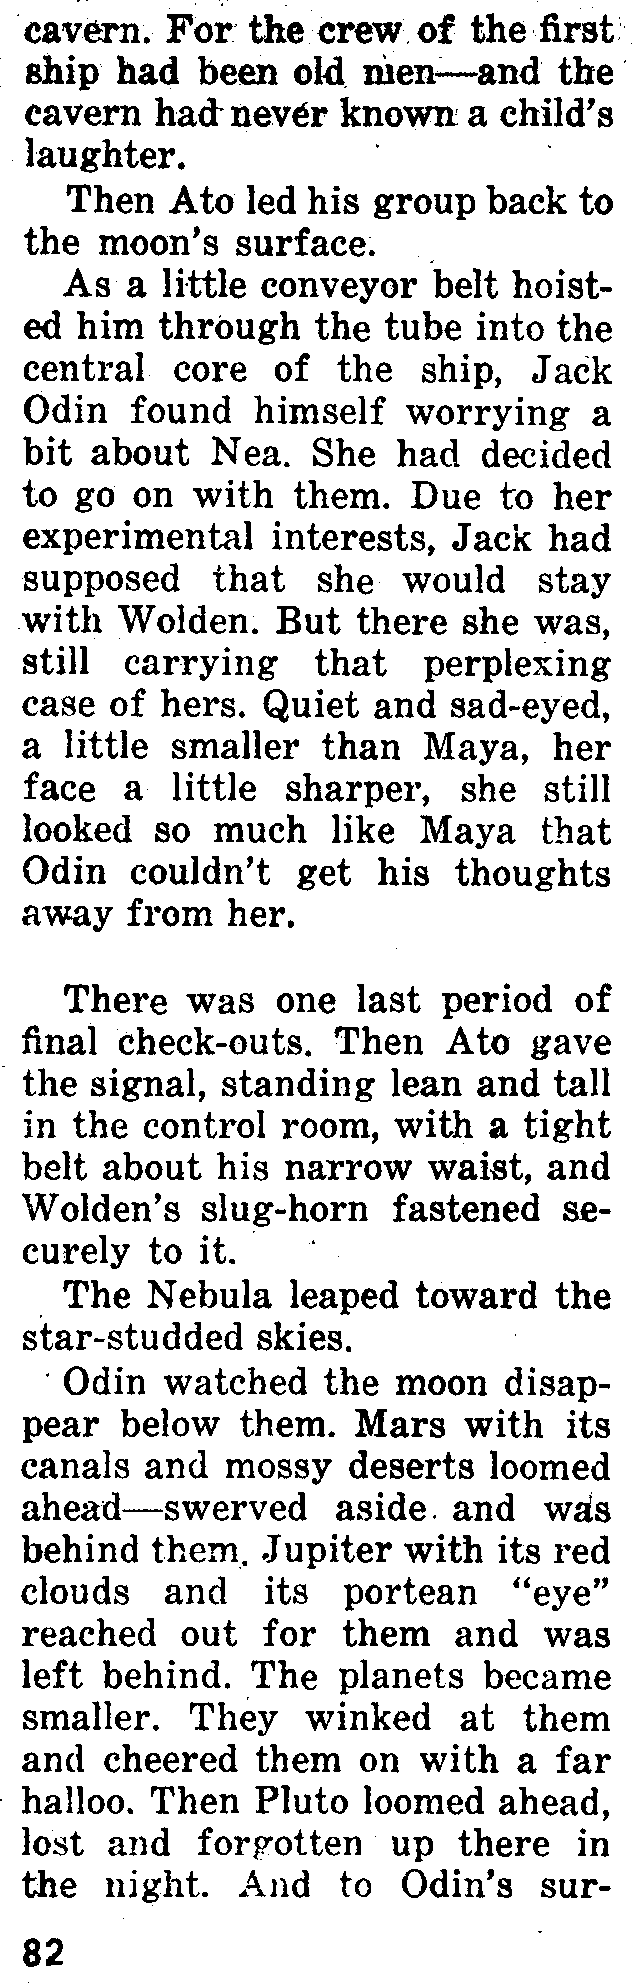 cavern. For the crew of the first
ship had been old men—and the
cavern had never known a child's
laughter.
Then Ato led his group back to
the moon's surface.
As a little conveyor belt hoist-
ed him through the tube into the
central core of the ship, Jack
Odin found himself worrying a
bit about Nea. She had decided
to go on with them. Due to her
experimental interests, Jack had
supposed that she would stay
with Wolden. But there she was,
still carrying that perplexing
case of hers. Quiet and sad-eyed,
a little smaller than Maya, her
face a little sharper, she still
looked so much like Maya that
Odin couldn't get his thoughts
away from her.
There was one last period of
final check-outs. Then Ato gave
the signal, standing lean and tall
in the control room, with a tight
belt about his narrow waist, and
Wolden's slug-horn fastened se-
curely to it.
The Nebula leaped toward the
star-studded skies.
Odin watched the moon disap-
pear below them. Mars with its
canals and mossy deserts loomed
ahead—swerved aside and was
behind them. Jupiter with its red
clouds and its portean "eye"
reached out for them and was
left behind. The planets became
smaller. They winked at them
and cheered them on with a far
halloo. Then Pluto loomed ahead,
lost and forgotten up there in
the night. And to Odin's sur-
82